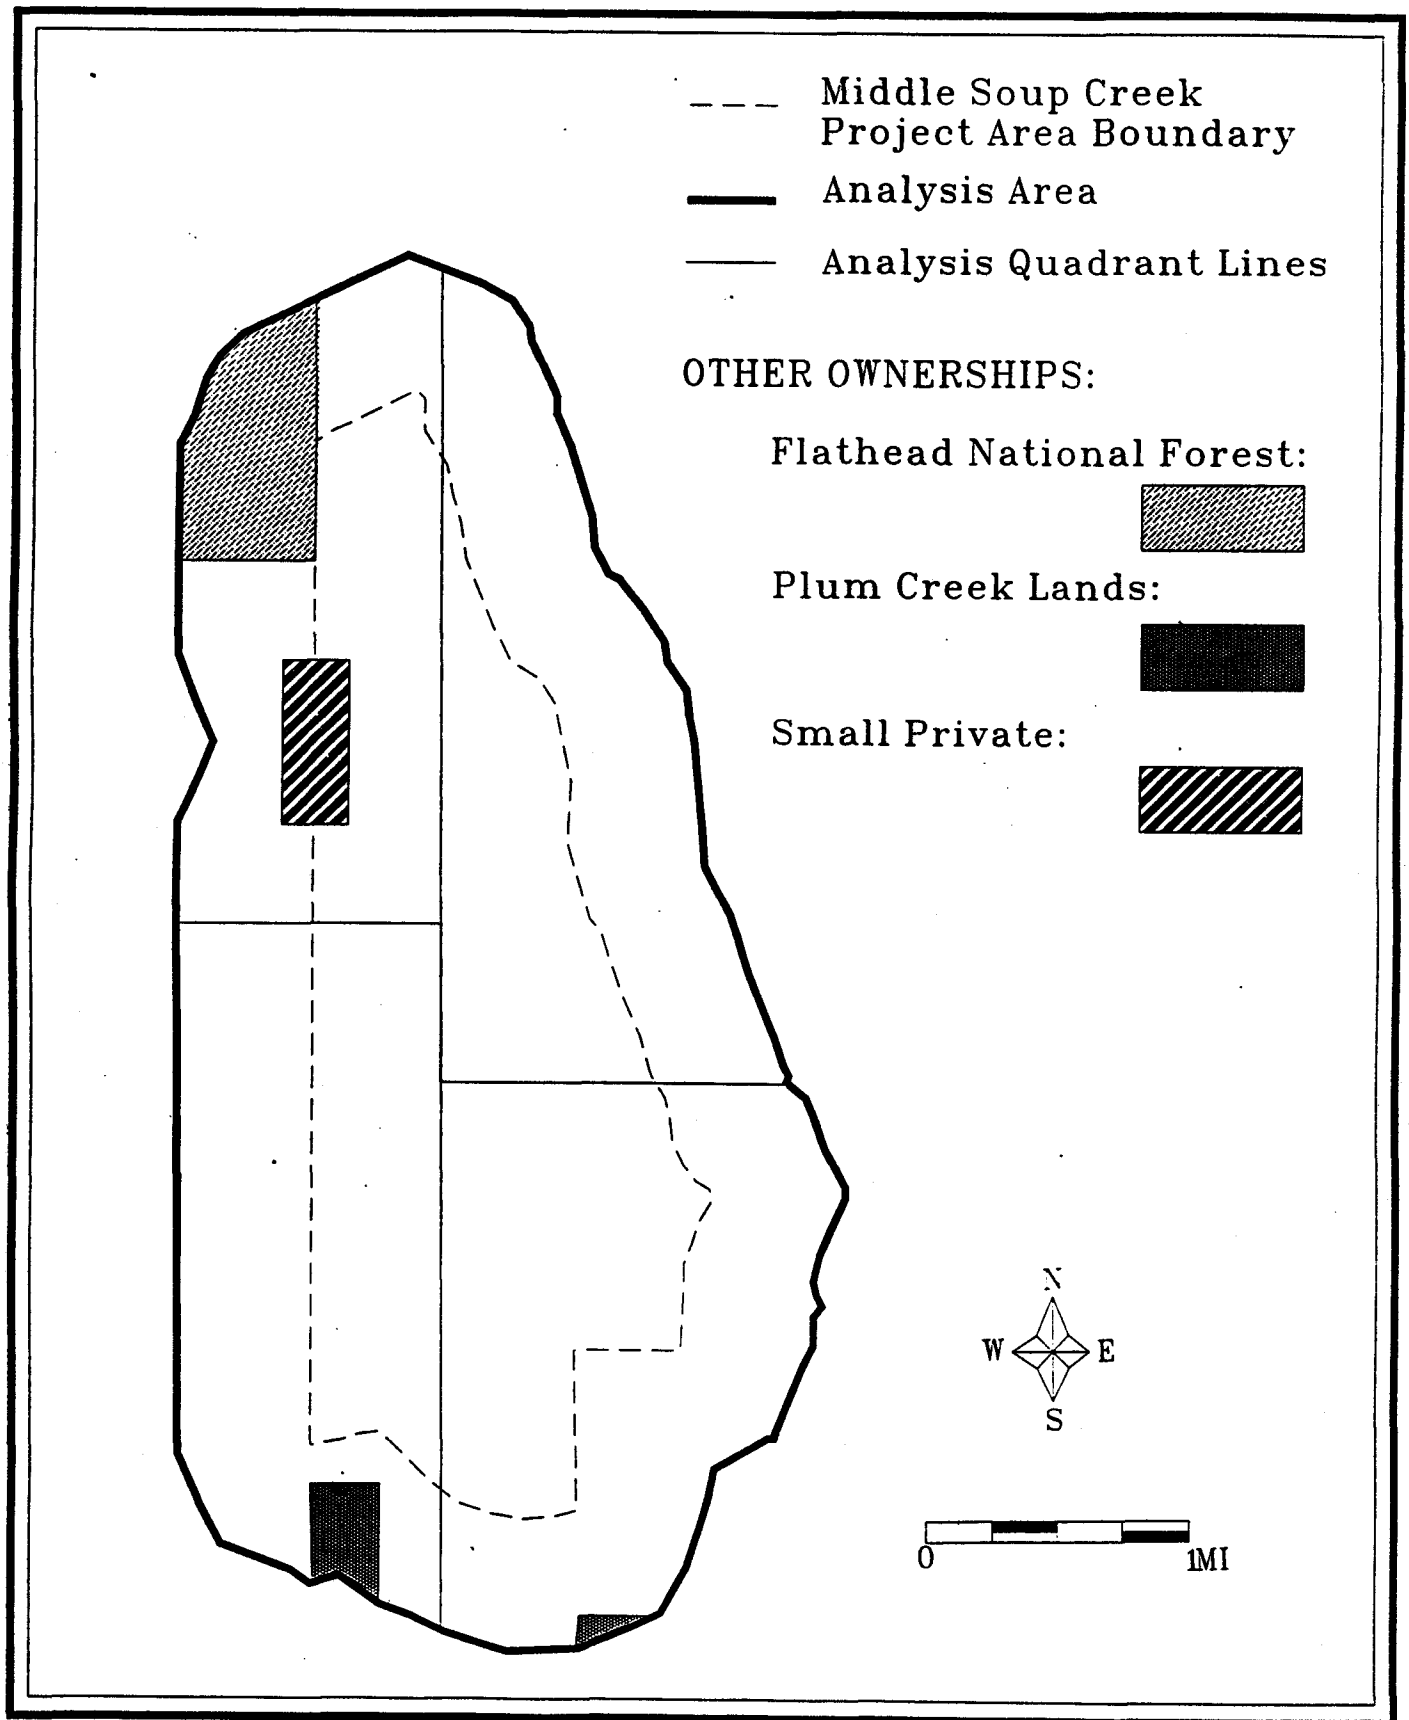 Middle Soup Creek
Project Area Boundary
Analysis Area
Analysis Quadrant Lines
OTHER OWNERSHIPS:
Flathead National Forest:
Plum Creek Lands:
Small Private:
N
W E
S
0 1MI